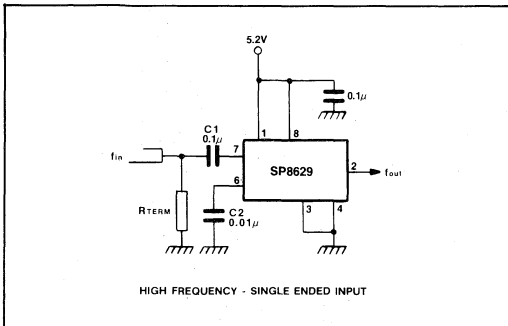 5.2V
0.1µ
C1
0.1µ
1
8
fin
7
SP8629
2
fout
6
RTERM
C2
0.01µ
3
4
HIGH FREQUENCY - SINGLE ENDED INPUT